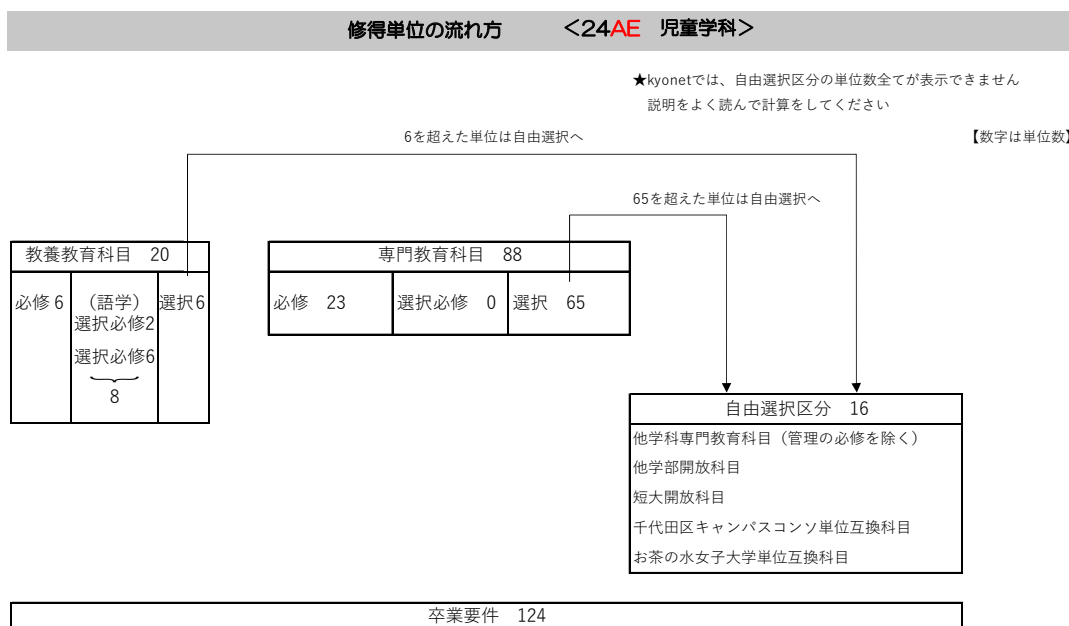 修得単位の流れ方 <24AE 児童学科>
★kyonetでは、自由選択区分の単位数全てが表示できません
説明をよく読んで計算をしてください
6を超えた単位は自由選択へ
【数字は単位数】
65を超えた単位は自由選択へ
教養教育科目 20
必修 6
（語学）
選択必修2
選択必修6
8
選択 6
専門教育科目 88
必修 23
選択必修 0
選択 65
自由選択区分 16
他学科専門教育科目（管理の必修を除く）
他学部開放科目
短大開放科目
千代田区キャンパスコンソ単位互換科目
お茶の水女子大学単位互換科目
卒業要件 124